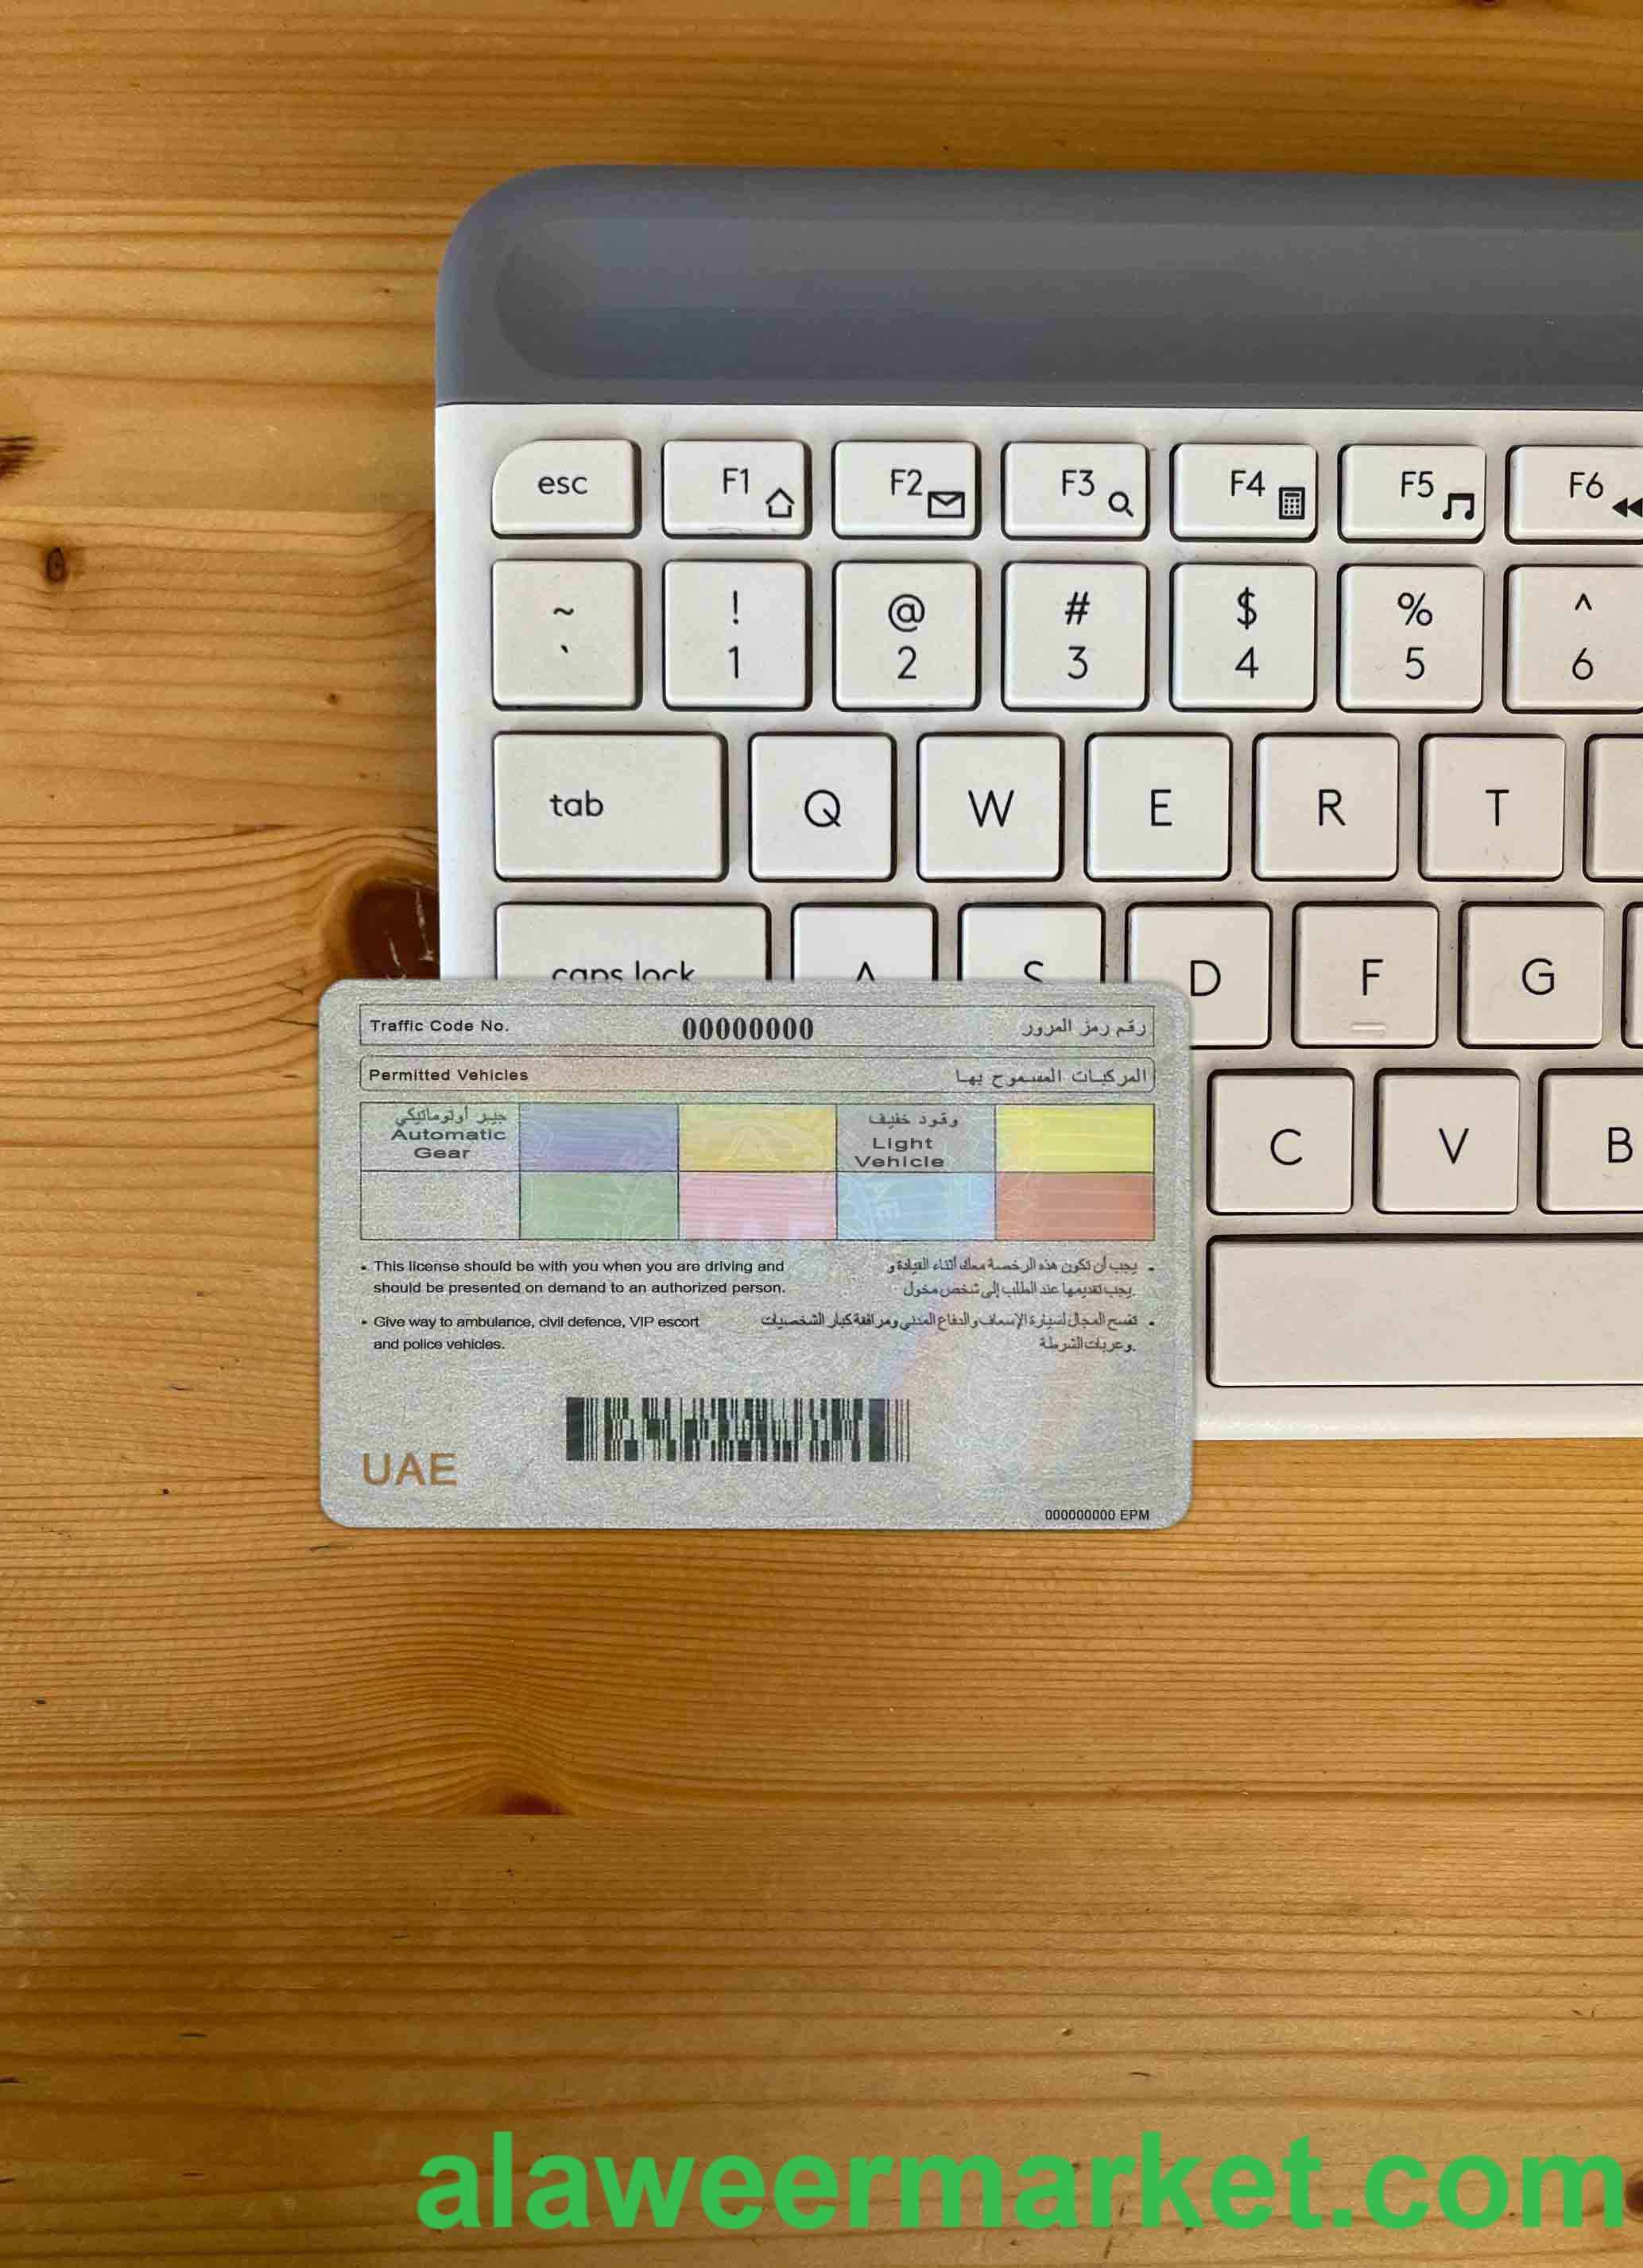 esc
F1
F2
F3
F4
F5
F6
~
`
!
1
@
2
#
3
$
4
%
5
^
6
tab
Q
W
E
R
T
caps lock
A
S
D
F
G
Traffic Code No. 00000000 رقم رمز المرور
Permitted Vehicles المركبات المسموح بها
جير أوتوماتيكي
Automatic
Gear
وقود خفيف
Light
Vehicle
C
V
B
• This license should be with you when you are driving and
should be presented on demand to an authorized person.
• يجب أن تكون هذه الرخصة معك أثناء القيادة و
يجب تقديمها عند الطلب إلى شخص مخول.
• Give way to ambulance, civil defence, VIP escort
and police vehicles.
• تفسح المجال لسيارة الإسعاف والدفاع المدني ومرافقة كبار الشخصيات
وعربات الشرطة.
UAE
000000000 EPM
alaweermarket.com